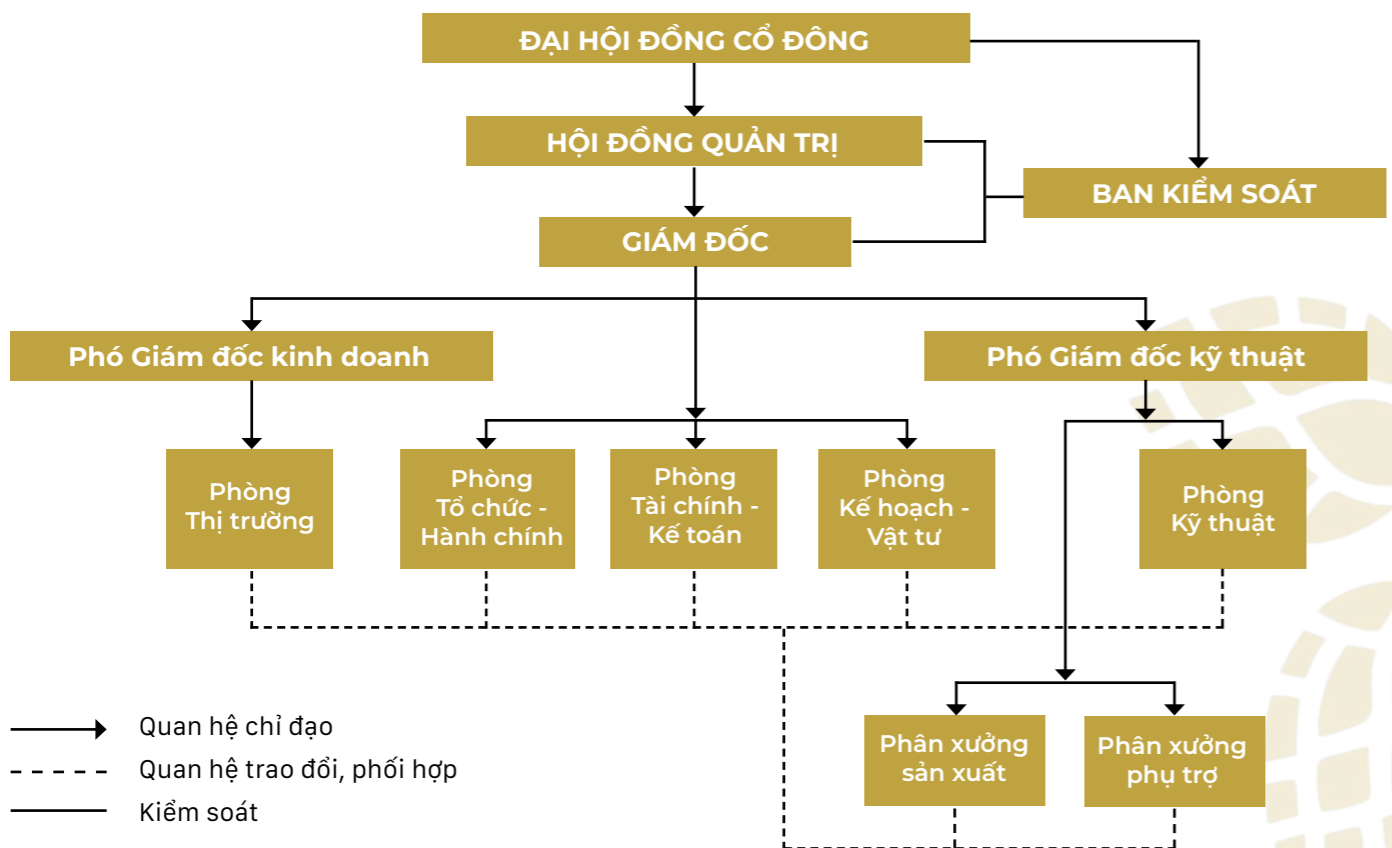 ĐẠI HỘI ĐỒNG CỔ ĐÔNG
HỘI ĐỒNG QUẢN TRỊ
BAN KIỂM SOÁT
GIÁM ĐỐC
Phó Giám đốc kinh doanh
Phó Giám đốc kỹ thuật
Phòng
Thị trường
Phòng
Tổ chức -
Hành chính
Phòng
Tài chính -
Kế toán
Phòng
Kế hoạch -
Vật tư
Phòng
Kỹ thuật
Phân xưởng
sản xuất
Phân xưởng
phụ trợ
Quan hệ chỉ đạo
Quan hệ trao đổi, phối hợp
Kiểm soát